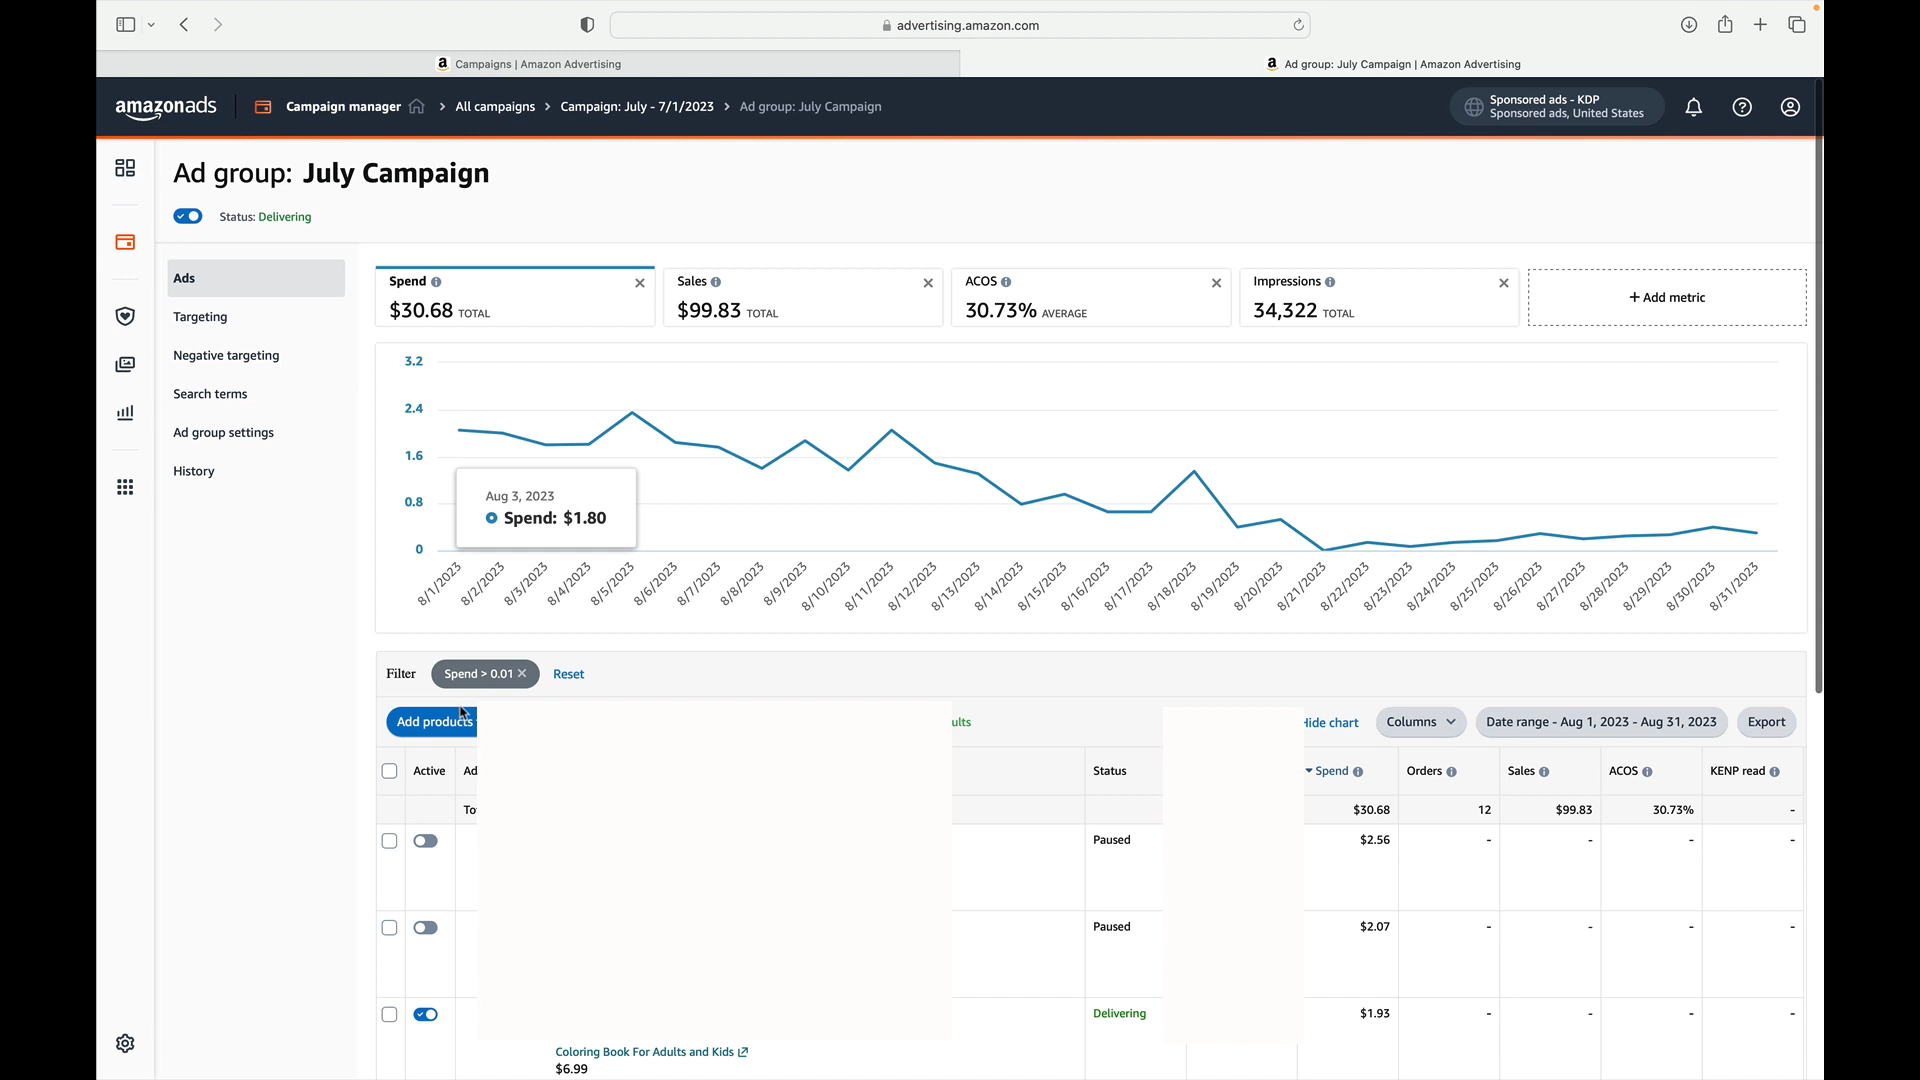 advertising.amazon.com
Campaigns | Amazon Advertising
Ad group: July Campaign | Amazon Advertising
amazonads
Campaign manager
All campaigns
Campaign: July - 7/1/2023
Ad group: July Campaign
Sponsored ads - KDP
Sponsored ads, United States
Ad group: July Campaign
Status: Delivering
Ads
Targeting
Negative targeting
Search terms
Ad group settings
History
Spend
$30.68 TOTAL
Sales
$99.83 TOTAL
ACOS
30.73% AVERAGE
Impressions
34,322 TOTAL
+ Add metric
3.2
2.4
1.6
0.8
0
Aug 3, 2023
Spend: $1.80
8/1/2023
8/2/2023
8/3/2023
8/4/2023
8/5/2023
8/6/2023
8/7/2023
8/8/2023
8/9/2023
8/10/2023
8/11/2023
8/12/2023
8/13/2023
8/14/2023
8/15/2023
8/16/2023
8/17/2023
8/18/2023
8/19/2023
8/20/2023
8/21/2023
8/22/2023
8/23/2023
8/24/2023
8/25/2023
8/26/2023
8/27/2023
8/28/2023
8/29/2023
8/30/2023
8/31/2023
Filter
Spend > 0.01
Reset
Add products
ults
Hide chart
Columns
Date range - Aug 1, 2023 - Aug 31, 2023
Export
Active
Ad
Status
Spend
Orders
Sales
ACOS
KENP read
To
$30.68
12
$99.83
30.73%
-
Paused
$2.56
-
-
-
-
Paused
$2.07
-
-
-
-
Delivering
$1.93
-
-
-
-
Coloring Book For Adults and Kids
$6.99